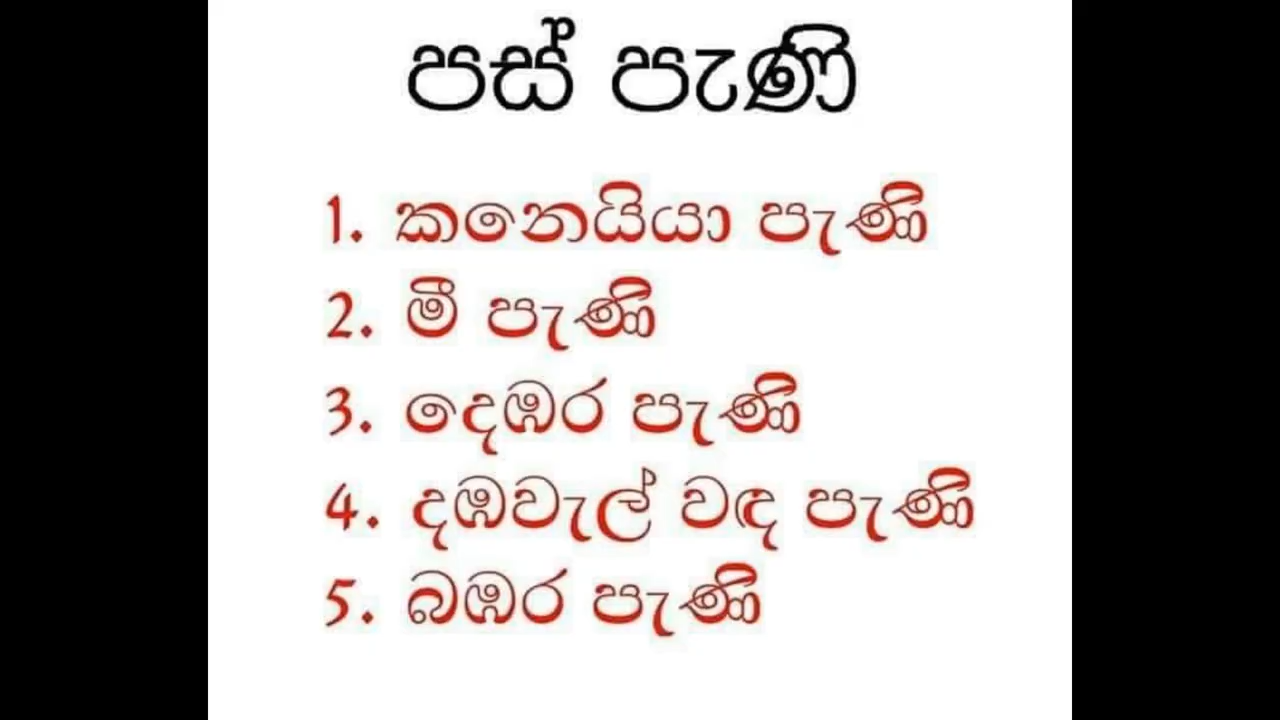 පස් පැණි
1. කනෙයියා පැණි
2. මී පැණි
3. දෙඹර පැණි
4. දඹවැල් වඳ පැණි
5. බඹර පැණි